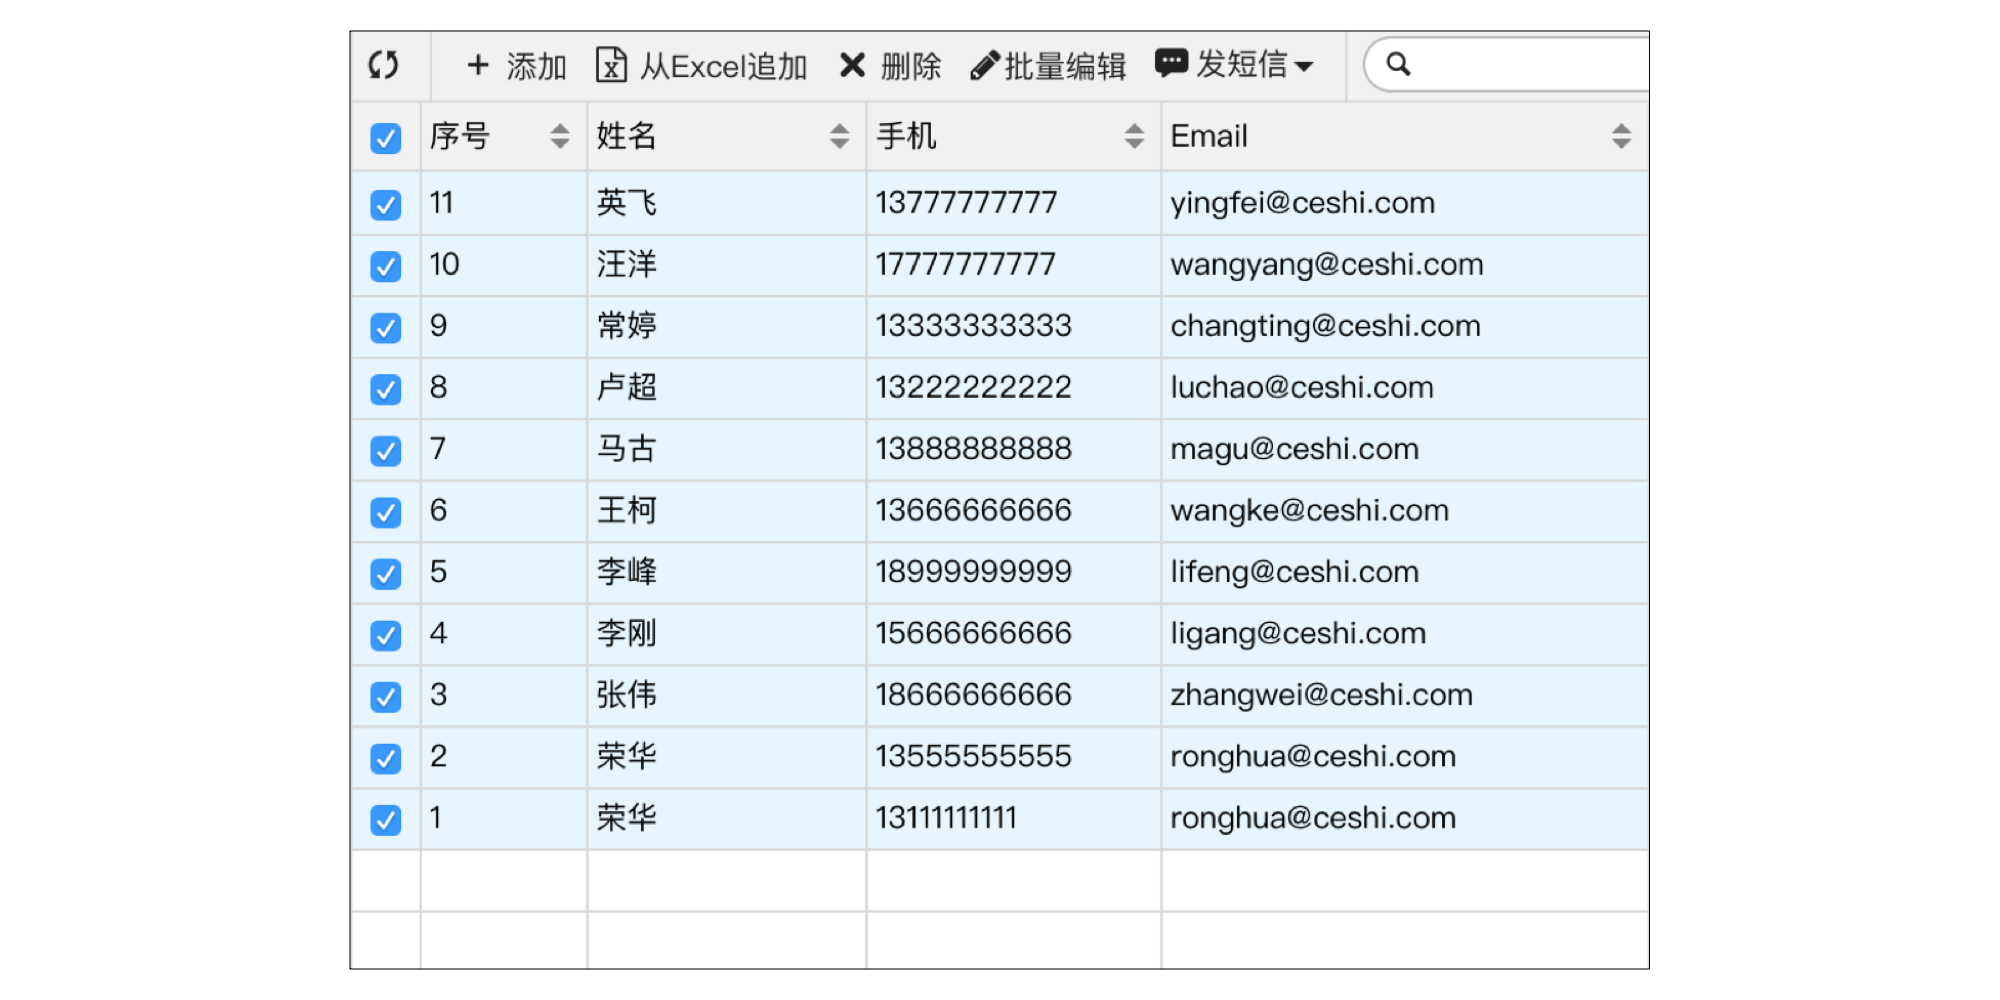 添加 从Excel追加 删除 批量编辑 发短信
序号 姓名 手机 Email
11 英飞 13777777777 yingfei@ceshi.com
10 汪洋 17777777777 wangyang@ceshi.com
9 常婷 13333333333 changting@ceshi.com
8 卢超 13222222222 luchao@ceshi.com
7 马古 13888888888 magu@ceshi.com
6 王柯 13666666666 wangke@ceshi.com
5 李峰 18999999999 lifeng@ceshi.com
4 李刚 15666666666 ligang@ceshi.com
3 张伟 18666666666 zhangwei@ceshi.com
2 荣华 13555555555 ronghua@ceshi.com
1 荣华 13111111111 ronghua@ceshi.com